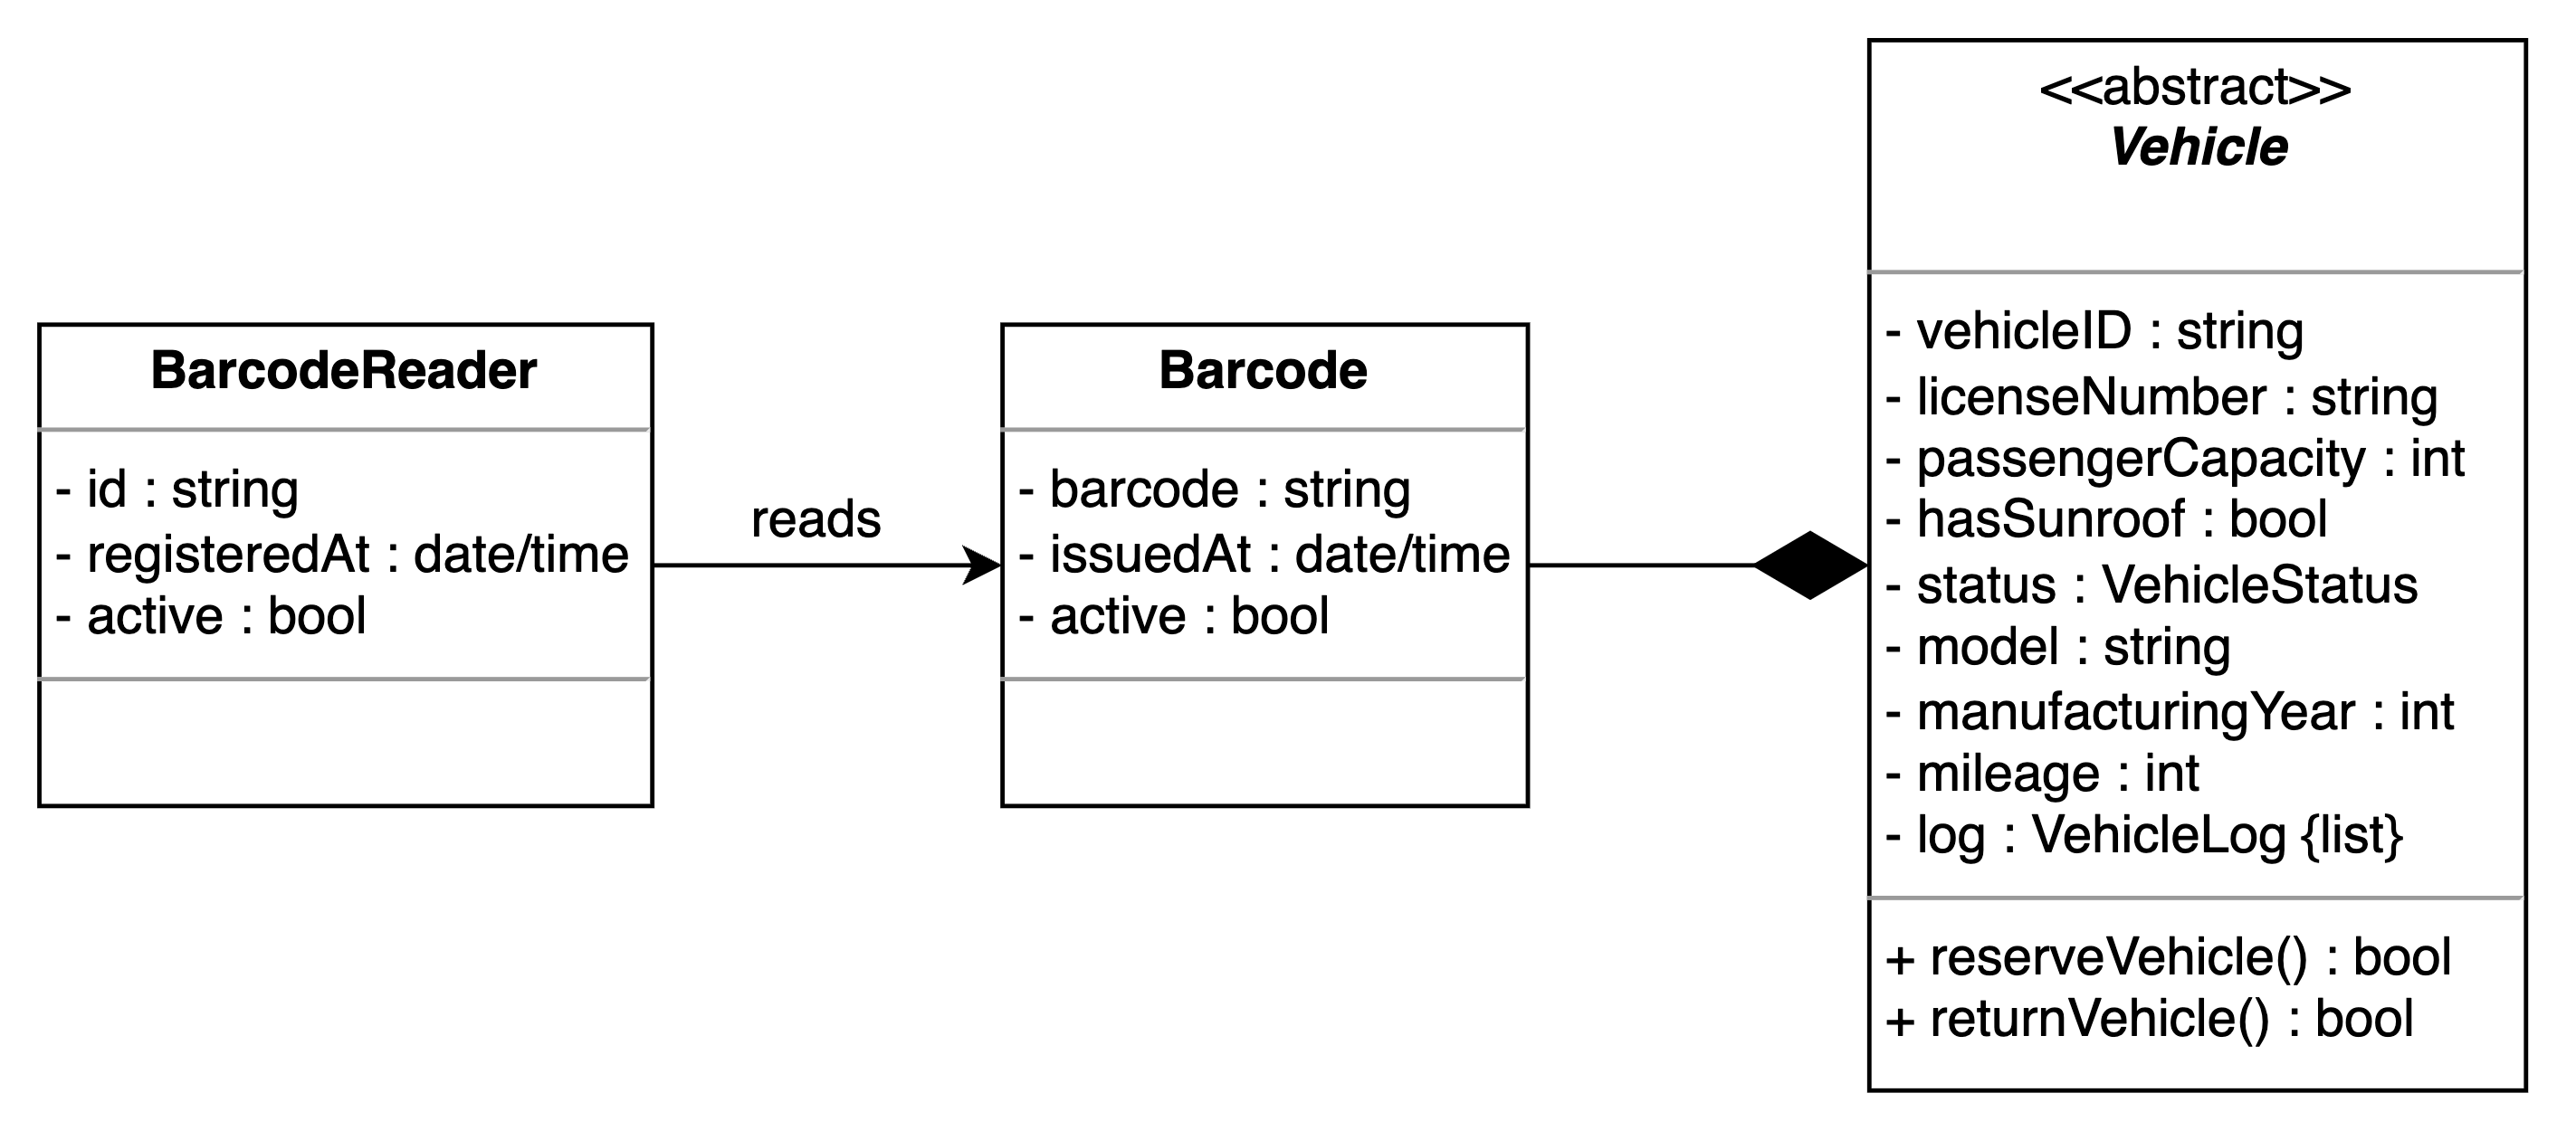 BarcodeReader
- id : string
- registeredAt : date/time
- active : bool
reads
Barcode
- barcode : string
- issuedAt : date/time
- active : bool
<<abstract>>
Vehicle
- vehicleID : string
- licenseNumber : string
- passengerCapacity : int
- hasSunroof : bool
- status : VehicleStatus
- model : string
- manufacturingYear : int
- mileage : int
- log : VehicleLog {list}
+ reserveVehicle() : bool
+ returnVehicle() : bool